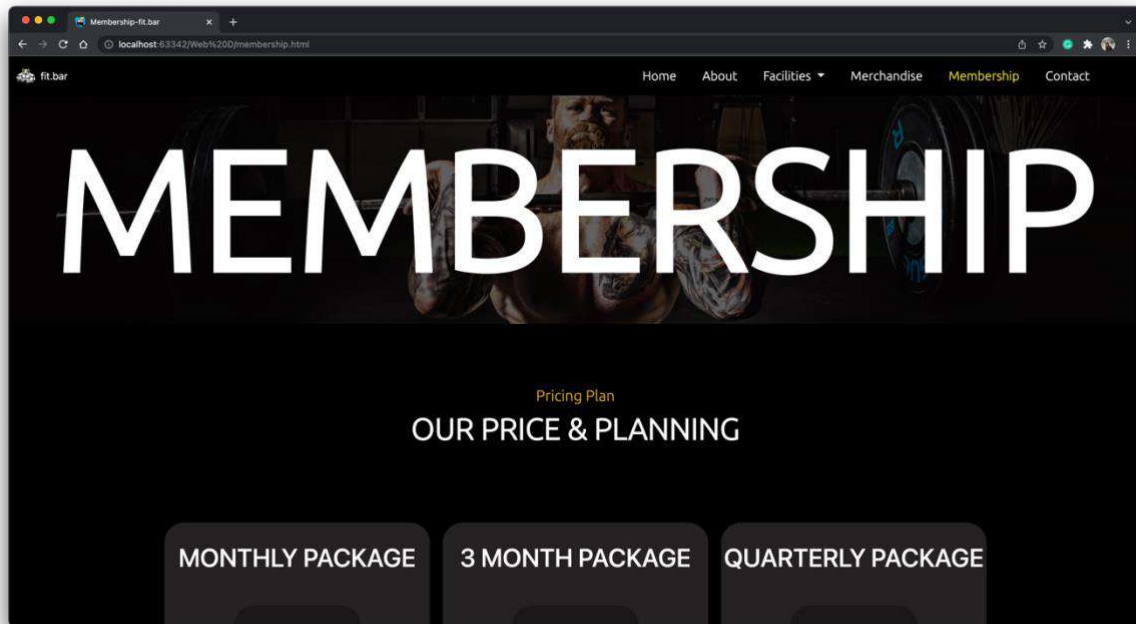 Membership-fit.bar
localhost:63342/Web%20D/membership.html
fit.bar
Home About Facilities Merchandise Membership Contact
MEMBERSHIP
Pricing Plan
OUR PRICE & PLANNING
MONTHLY PACKAGE 3 MONTH PACKAGE QUARTERLY PACKAGE